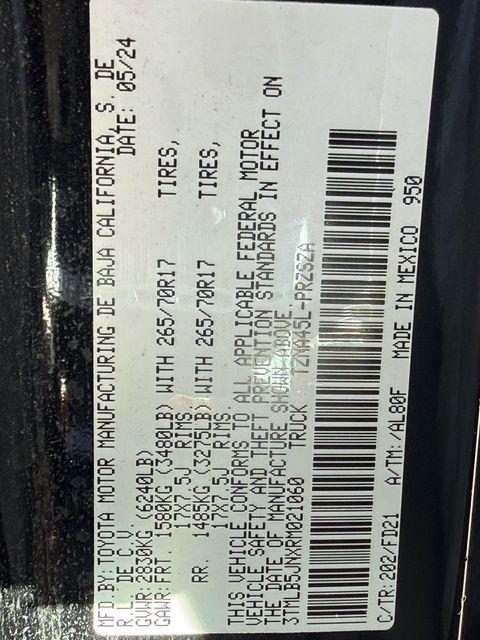 MFD BY:TOYOTA MOTOR MANUFACTURING DE BAJA CALIFORNIA, S. DE
R.L. DE C.V. DATE: 05/24
GVWR:2830KG (6240LB)
GAWR:FRT. 1580KG (3480LB) WITH 265/70R17 TIRES,
17X7.5J RIMS.
RR. 1485KG (3275LB) WITH 265/70R17 TIRES,
17X7.5J RIMS.
THIS VEHICLE CONFORMS TO ALL APPLICABLE FEDERAL MOTOR
VEHICLE SAFETY AND THEFT PREVENTION STANDARDS IN EFFECT ON
THE DATE OF MANUFACTURE SHOWN ABOVE.
3TMLB5JNXRM021060 TRUCK TZMA45L-PRZSZA
C/TR:202/FD21 A/TM:/AL80F MADE IN MEXICO 950